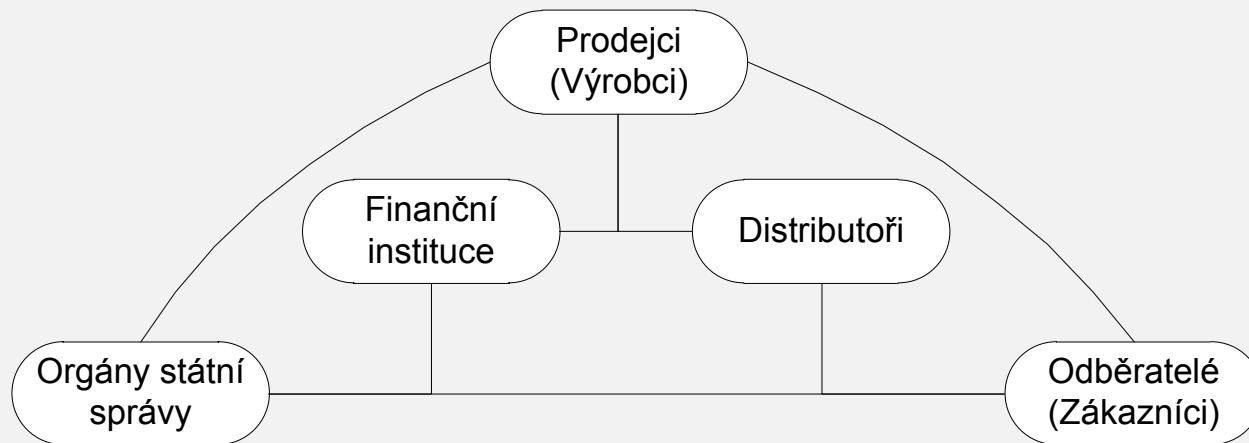 Prodejci
(Výrobci)
Finanční
instituce
Distributoři
Orgány státní
správy
Odběratelé
(Zákazníci)